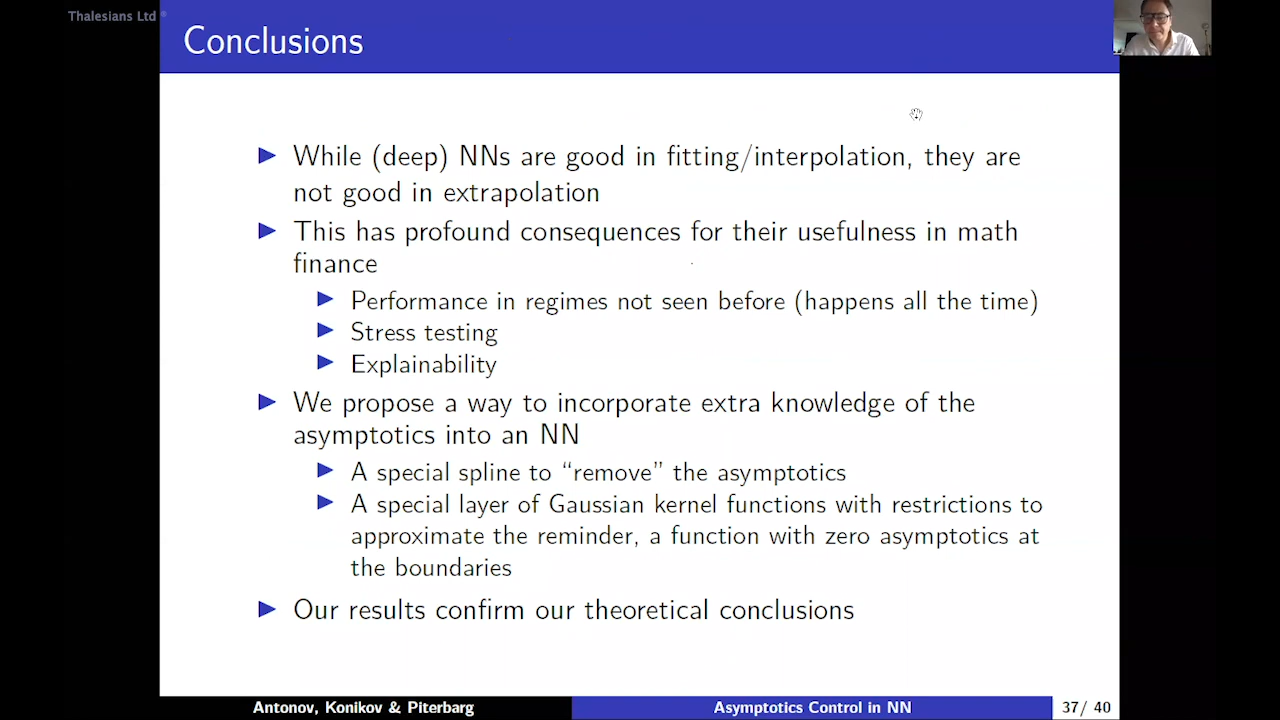 Thalesians Ltd
Conclusions
While (deep) NNs are good in fitting/interpolation, they are
not good in extrapolation
This has profound consequences for their usefulness in math
finance
Performance in regimes not seen before (happens all the time)
Stress testing
Explainability
We propose a way to incorporate extra knowledge of the
asymptotics into an NN
A special spline to “remove” the asymptotics
A special layer of Gaussian kernel functions with restrictions to
approximate the reminder, a function with zero asymptotics at
the boundaries
Our results confirm our theoretical conclusions
Antonov, Konikov & Piterbarg
Asymptotics Control in NN
37/ 40